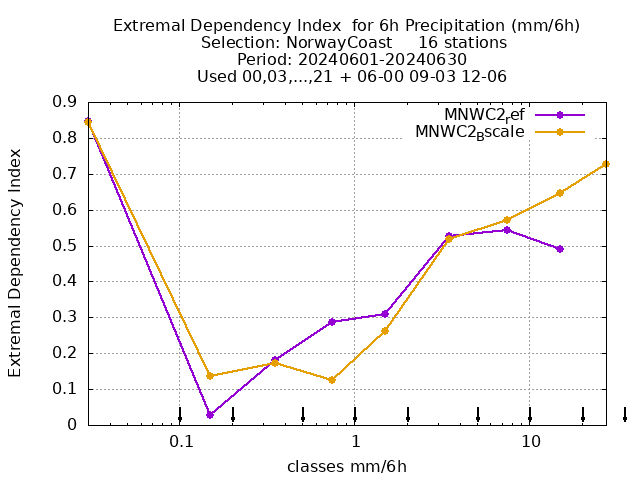 Extremal Dependency Index  for 6h Precipitation (mm/6h)
Selection: NorwayCoast     16 stations
Period: 20240601-20240630
Used 00,03,...,21 + 06-00 09-03 12-06
MNWC2_ref
MNWC2_Bscale
0.9
0.8
0.7
0.6
0.5
0.4
0.3
0.2
0.1
0
Extremal Dependency Index
0.1 1 10
classes mm/6h